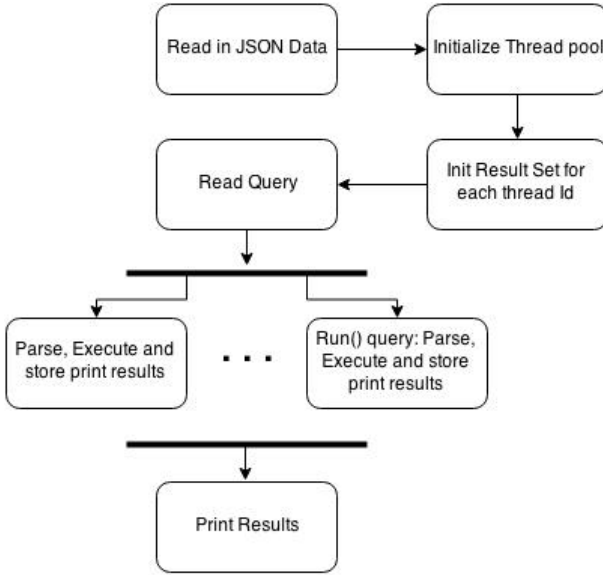 Read in JSON Data
Initialize Thread pool
Init Result Set for
each thread Id
Read Query
Parse, Execute and
store print results
. . .
Run() query: Parse,
Execute and store
print results
Print Results